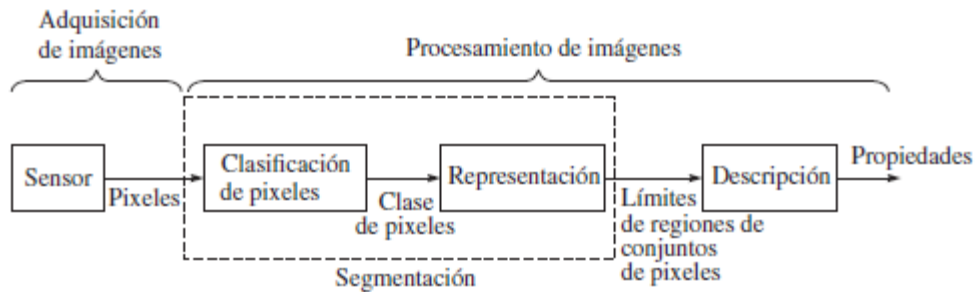 Adquisición
de imágenes
Procesamiento de imágenes
Sensor
Pixeles
Clasificación
de pixeles
Clase
de pixeles
Representación
Límites
de regiones de
conjuntos
de pixeles
Descripción
Propiedades
Segmentación